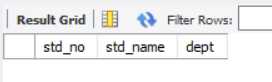 Result Grid Filter Rows:
std_no std_name dept